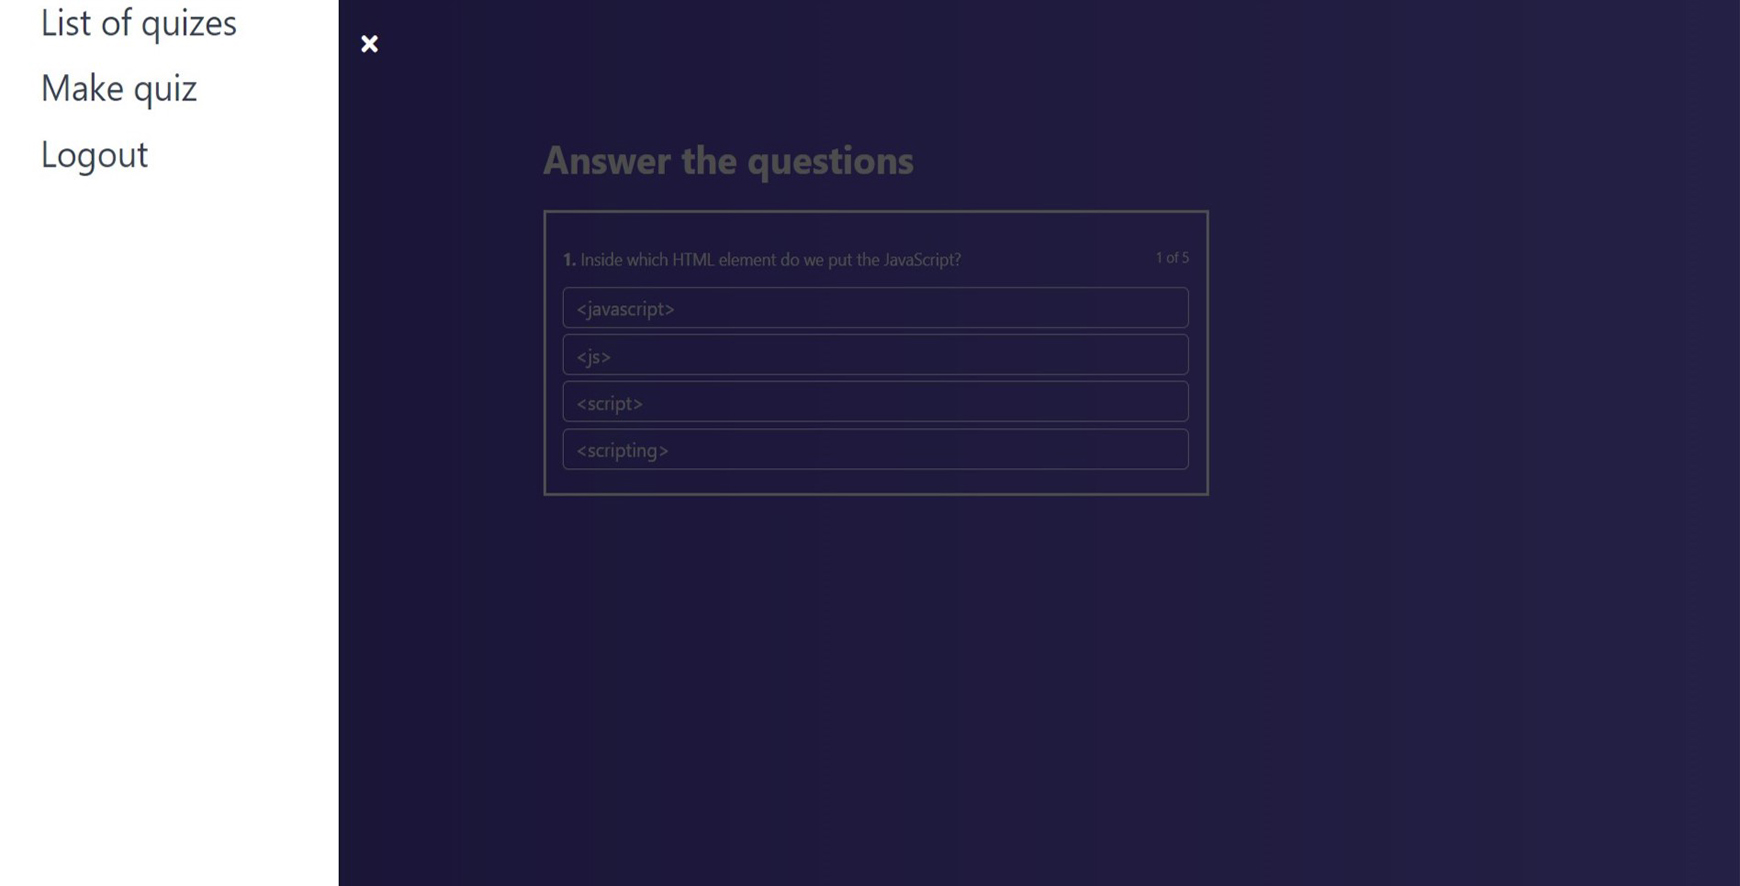 List of quizes
Make quiz
Logout
Answer the questions
1. Inside which HTML element do we put the JavaScript?
1 of 5
<javascript>
<js>
<script>
<scripting>